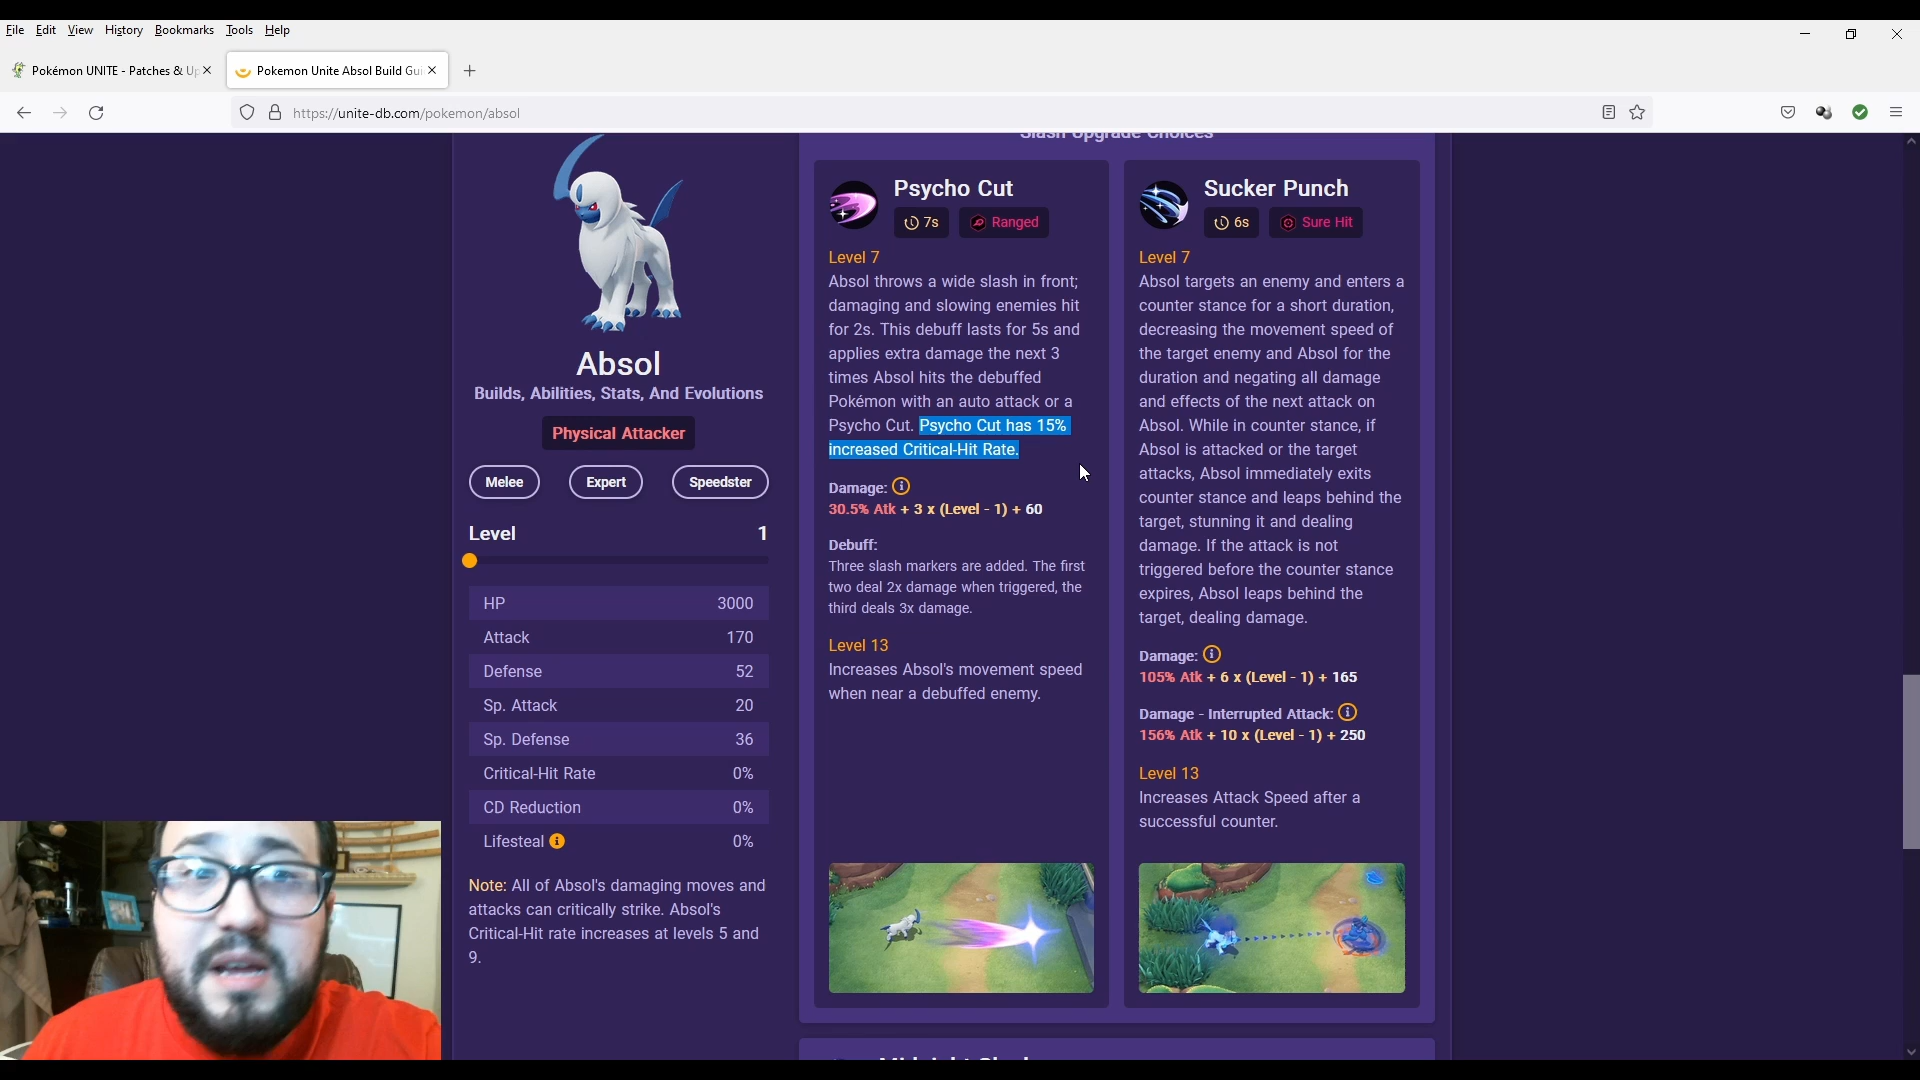 File Edit View History Bookmarks Tools Help
Pokémon UNITE - Patches & Up
Pokemon Unite Absol Build Gui
https://unite-db.com/pokemon/absol
Slash Upgrade Choices
Absol
Builds, Abilities, Stats, And Evolutions
Physical Attacker
Melee Expert Speedster
Level 1
HP 3000
Attack 170
Defense 52
Sp. Attack 20
Sp. Defense 36
Critical-Hit Rate 0%
CD Reduction 0%
Lifesteal 0%
Note: All of Absol's damaging moves and
attacks can critically strike. Absol's
Critical-Hit rate increases at levels 5 and
9.
Psycho Cut
7s Ranged
Level 7
Absol throws a wide slash in front;
damaging and slowing enemies hit
for 2s. This debuff lasts for 5s and
applies extra damage the next 3
times Absol hits the debuffed
Pokémon with an auto attack or a
Psycho Cut. Psycho Cut has 15%
increased Critical-Hit Rate.
Damage:
30.5% Atk + 3 x (Level - 1) + 60
Debuff:
Three slash markers are added. The first
two deal 2x damage when triggered, the
third deals 3x damage.
Level 13
Increases Absol's movement speed
when near a debuffed enemy.
Sucker Punch
6s Sure Hit
Level 7
Absol targets an enemy and enters a
counter stance for a short duration,
decreasing the movement speed of
the target enemy and Absol for the
duration and negating all damage
and effects of the next attack on
Absol. While in counter stance, if
Absol is attacked or the target
attacks, Absol immediately exits
counter stance and leaps behind the
target, stunning it and dealing
damage. If the attack is not
triggered before the counter stance
expires, Absol leaps behind the
target, dealing damage.
Damage:
105% Atk + 6 x (Level - 1) + 165
Damage - Interrupted Attack:
156% Atk + 10 x (Level - 1) + 250
Level 13
Increases Attack Speed after a
successful counter.